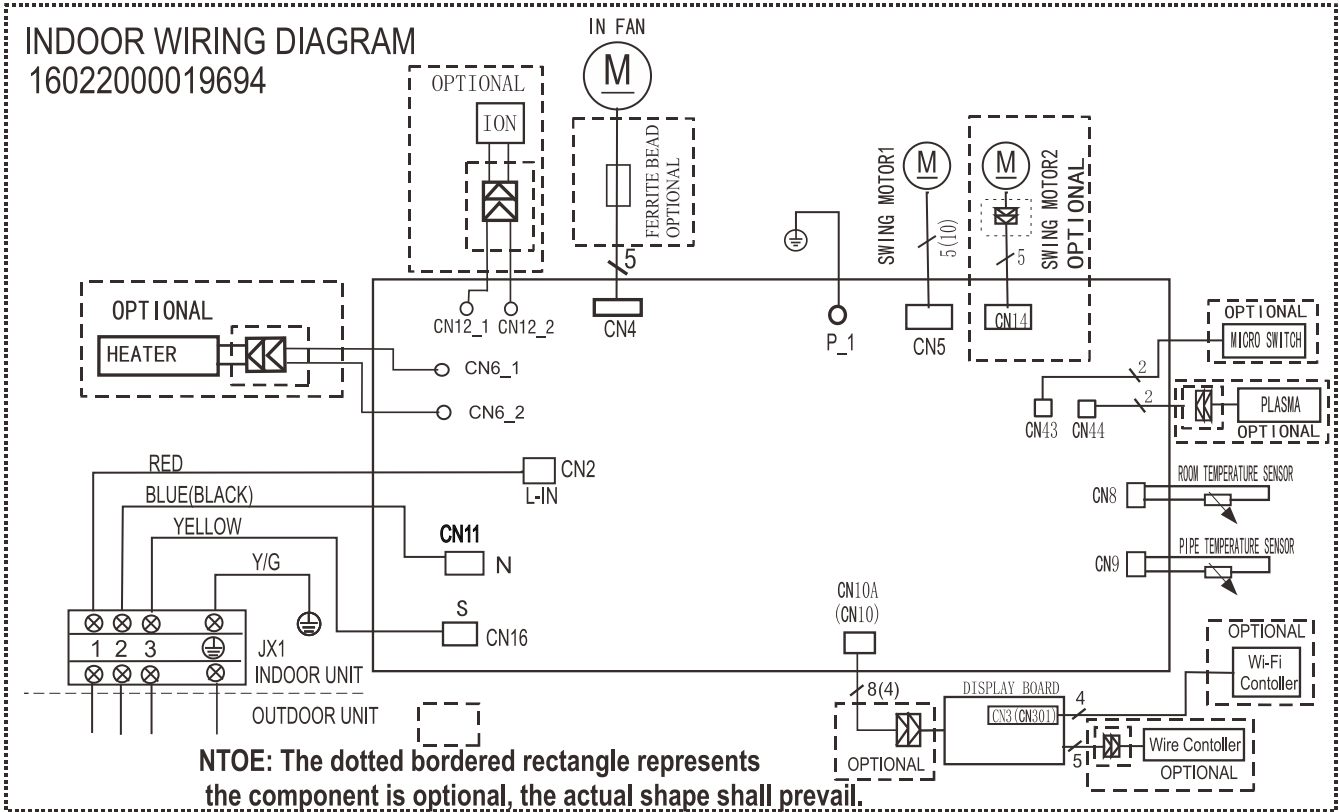 INDOOR WIRING DIAGRAM
16022000019694
IN FAN
M
OPTIONAL
ION
FERRITE BEAD
OPTIONAL
5
SWING MOTOR1
M
5(10)
M
SWING MOTOR2
OPTIONAL
5
OPTIONAL
HEATER
CN12_1
CN12_2
CN4
P_1
CN5
CN14
OPTIONAL
MICRO SWITCH
CN6_1
CN6_2
2
2
CN43
CN44
PLASMA
OPTIONAL
RED
CN2
L-IN
BLUE(BLACK)
CN11
N
YELLOW
Y/G
S
CN16
CN8
ROOM TEMPERATURE SENSOR
CN9
PIPE TEMPERATURE SENSOR
CN10A
(CN10)
1 2 3
JX1
INDOOR UNIT
OUTDOOR UNIT
8(4)
OPTIONAL
DISPLAY BOARD
CN3(CN301)
4
5
OPTIONAL
Wi-Fi
Contoller
Wire Contoller
OPTIONAL
NTOE: The dotted bordered rectangle represents
the component is optional, the actual shape shall prevail.